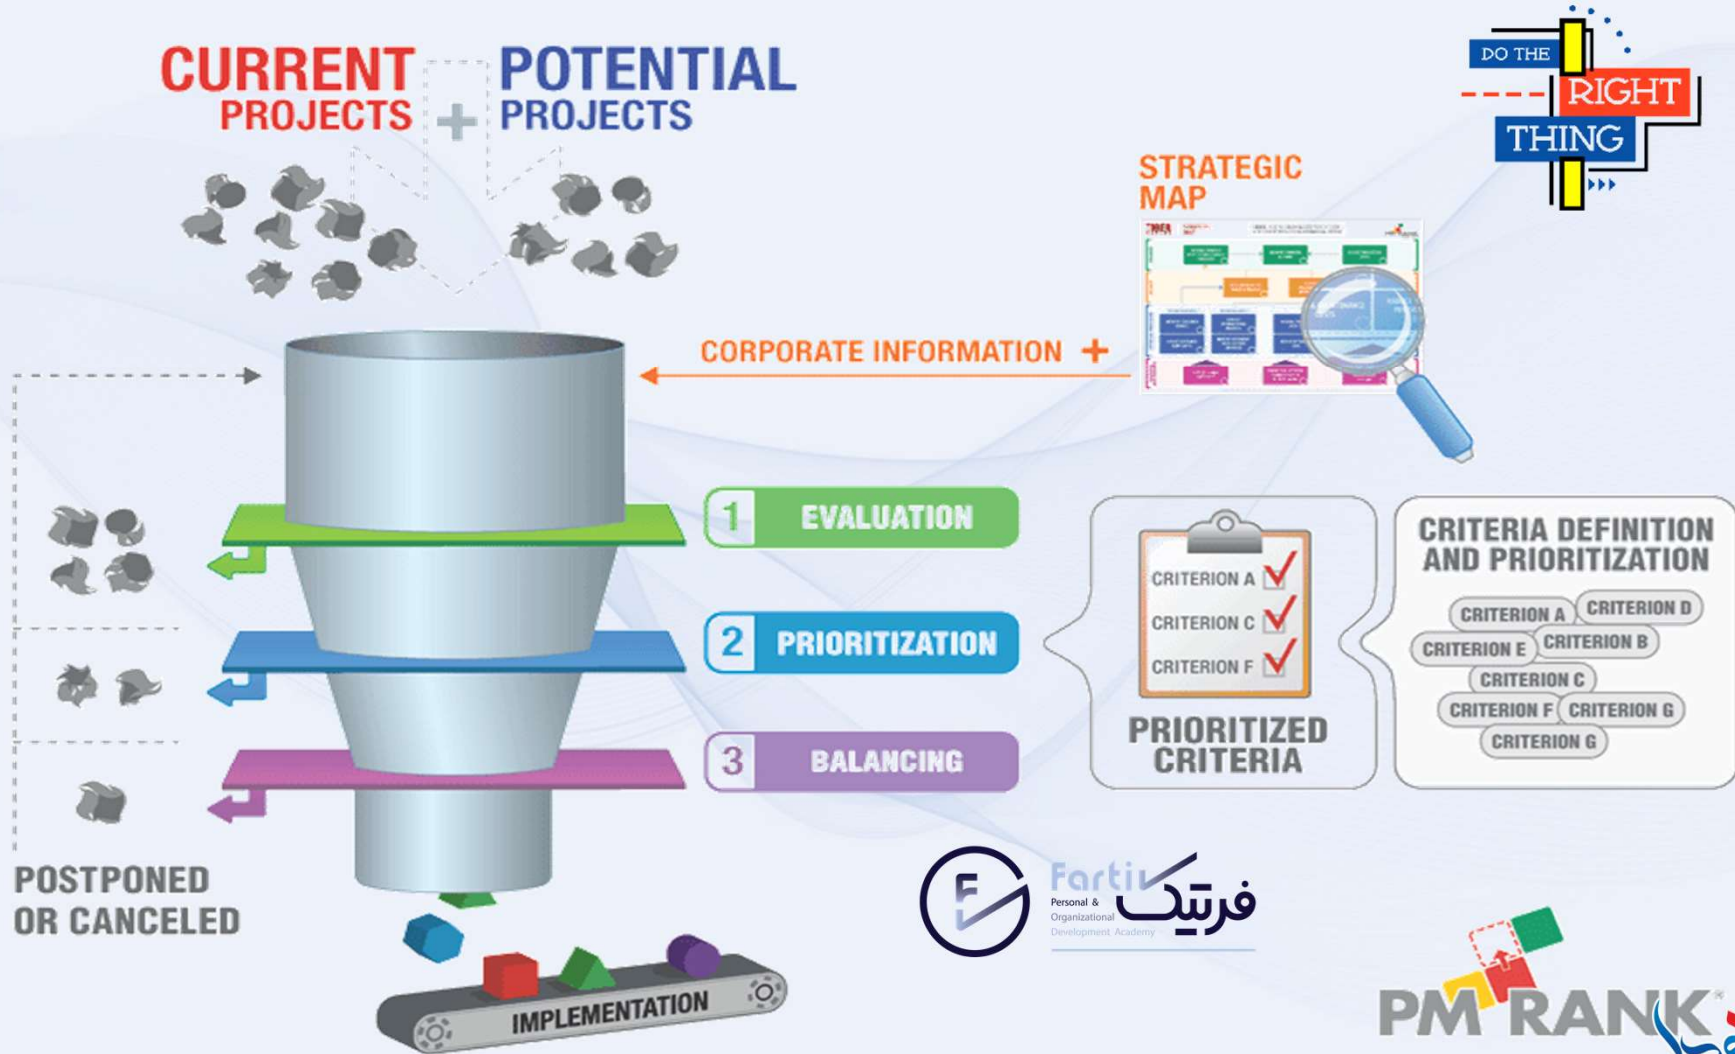 CURRENT
PROJECTS
+
POTENTIAL
PROJECTS
DO THE
RIGHT
THING
STRATEGIC
MAP
CORPORATE INFORMATION +
1 EVALUATION
2 PRIORITIZATION
3 BALANCING
CRITERION A
CRITERION C
CRITERION F
PRIORITIZED
CRITERIA
CRITERIA DEFINITION
AND PRIORITIZATION
CRITERION A
CRITERION D
CRITERION E
CRITERION B
CRITERION C
CRITERION F
CRITERION G
CRITERION G
POSTPONED
OR CANCELED
IMPLEMENTATION
F
Farti
Personal &
Organizational
Development Academy
فرتیک
PM RANK